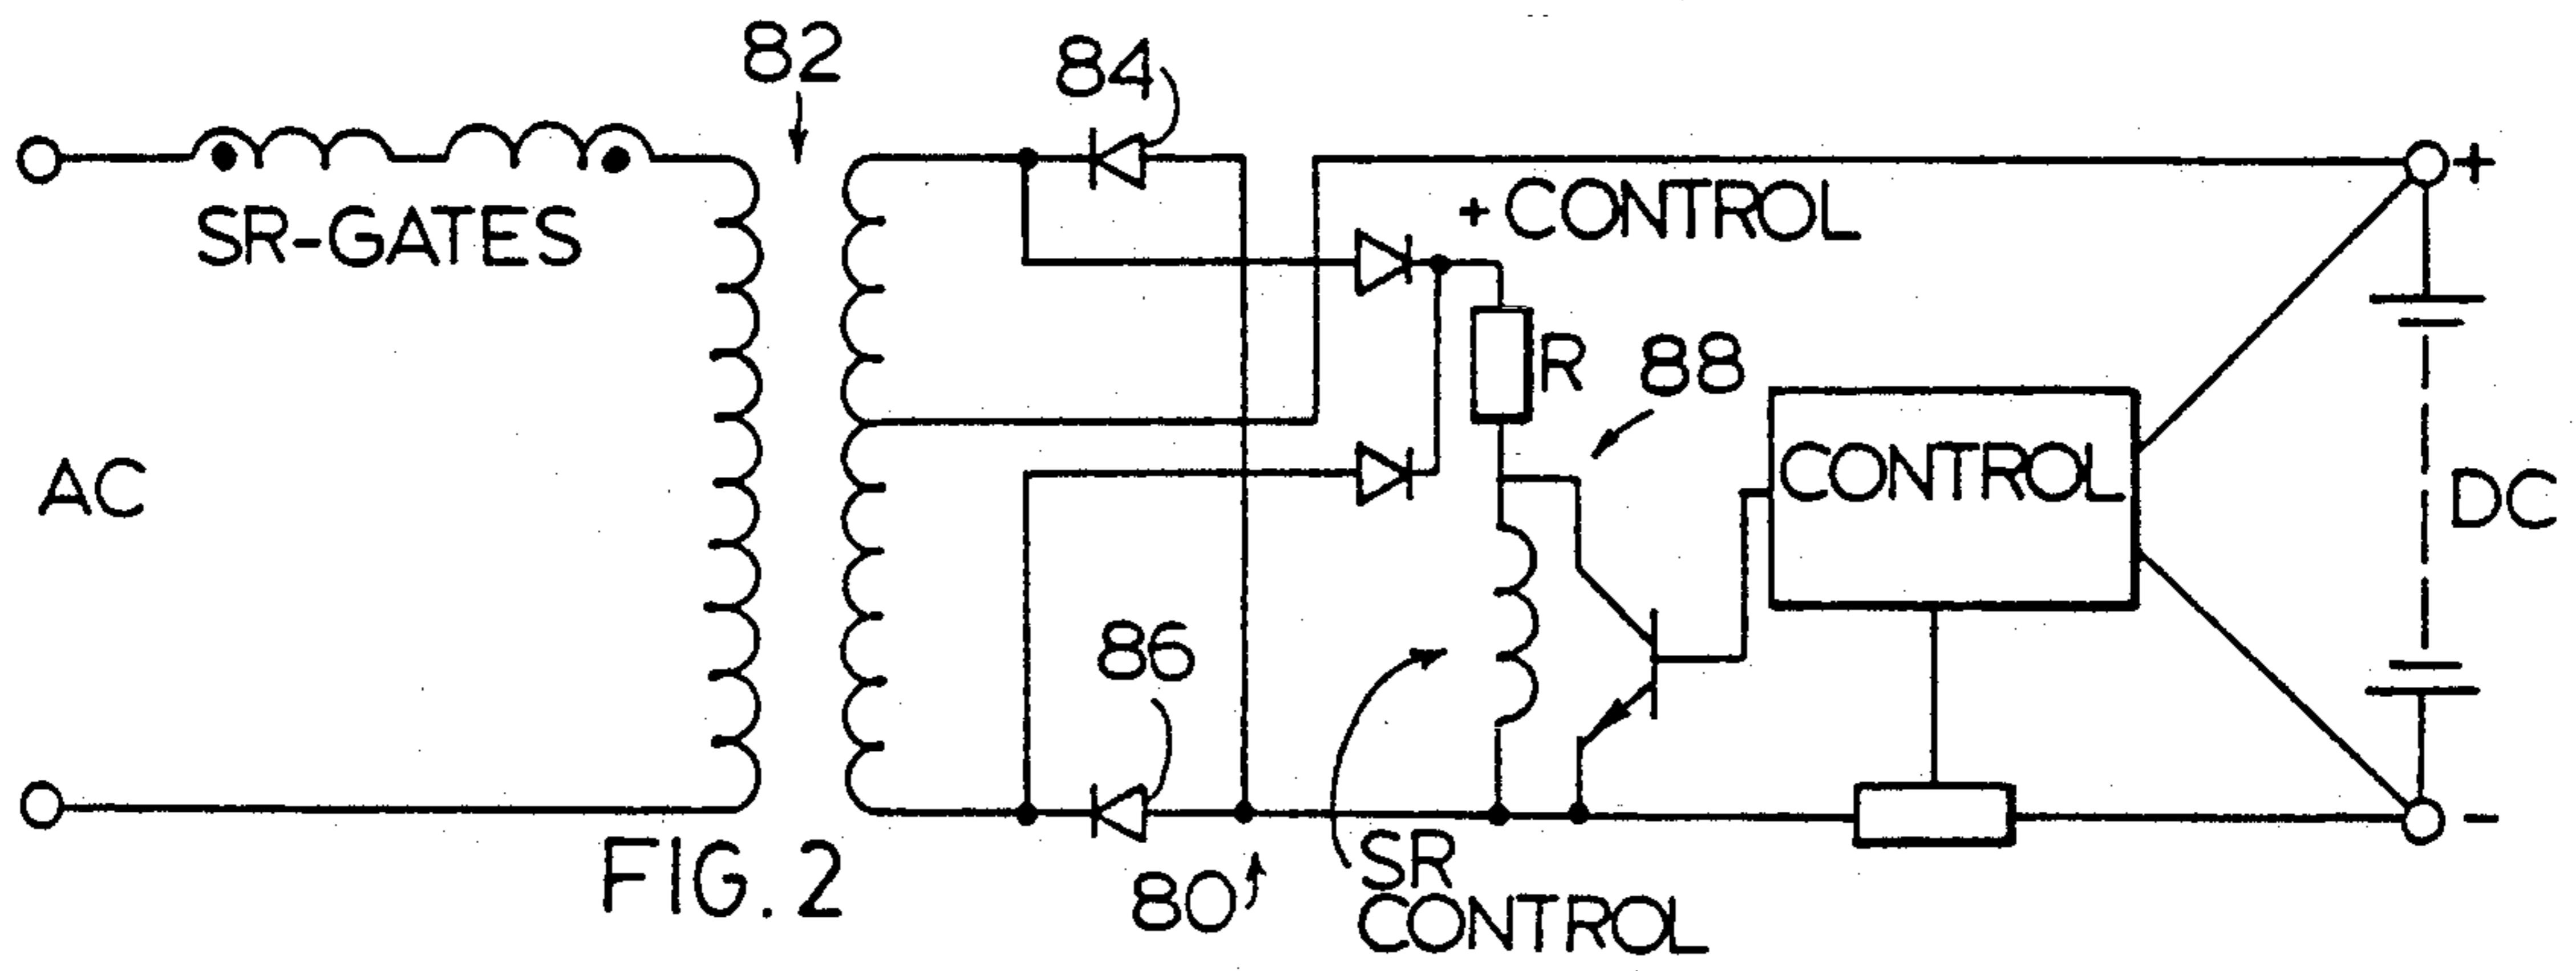 82
84
+
SR-GATES
+ CONTROL
R
88
CONTROL
AC
DC
86
FIG. 2
80
SR
CONTROL
-